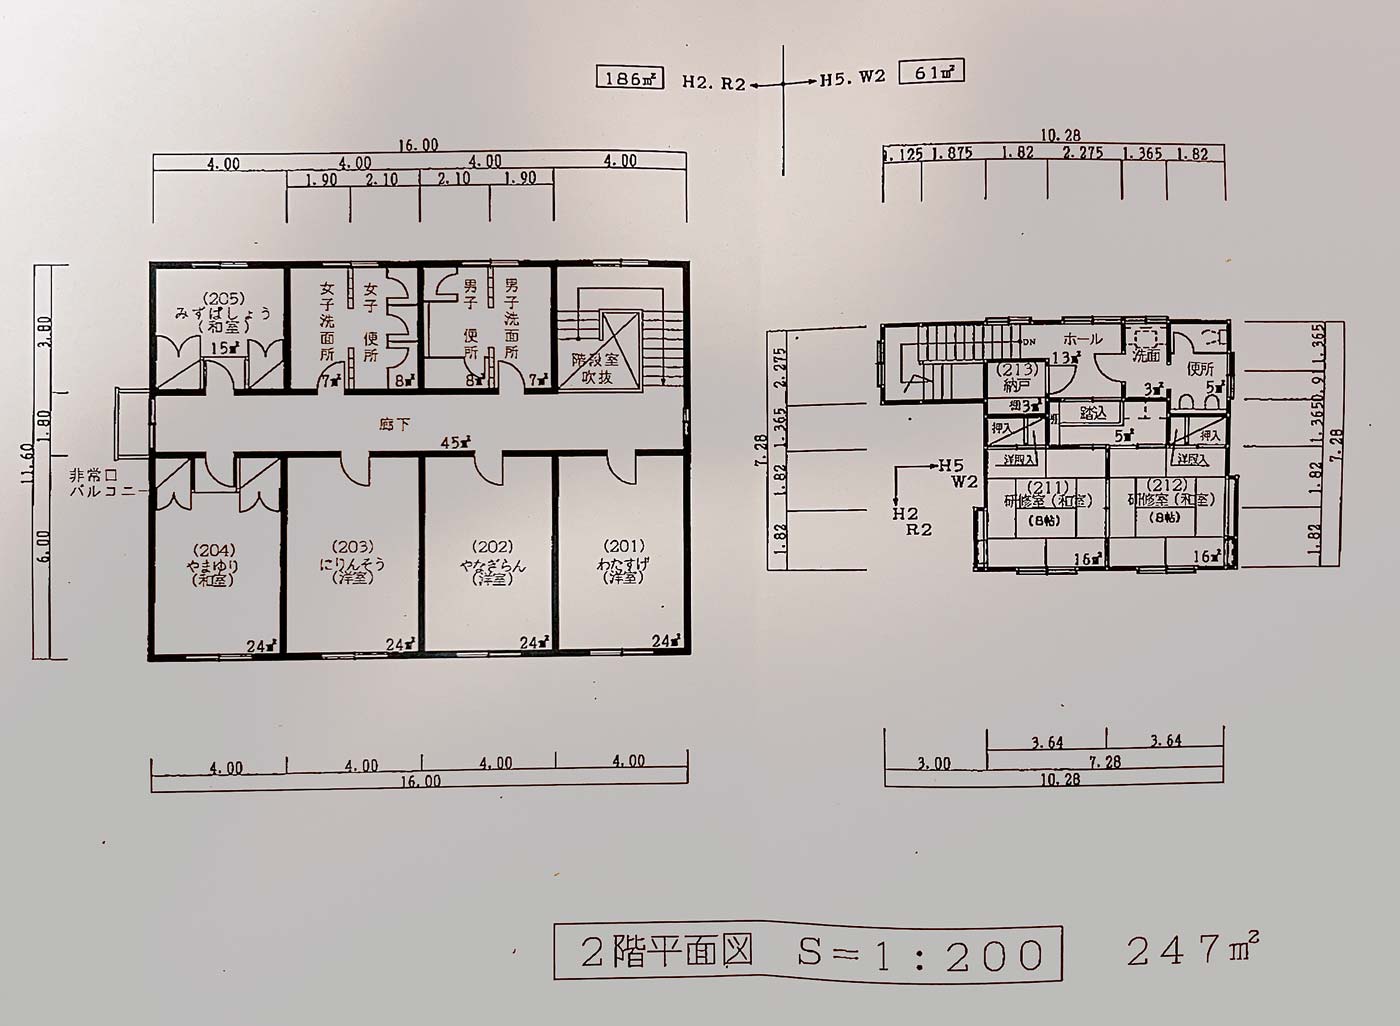 186㎡ H2. R2 H5. W2 61㎡
16.00
4.00 4.00 4.00 4.00
1.90 2.10 2.10 1.90
10.28
1.125 1.875 1.82 2.275 1.365 1.82
3.80
1.80
6.00
11.60
(205)
みずばしょう
(和室)
15㎡
女子洗面所
7㎡
女子便所
8㎡
男子便所
8㎡
男子洗面所
7㎡
階段室
吹抜
廊下
45㎡
非常口
バルコニー
(204)
やまゆり
(和室)
24㎡
(203)
にりんそう
(洋室)
24㎡
(202)
やなぎらん
(洋室)
24㎡
(201)
わたすげ
(洋室)
24㎡
4.00 4.00 4.00 4.00
16.00
2.275
1.365
1.82
1.82
7.28
DN
ホール
13㎡
洗面
3㎡
便所
5㎡
(213)
納戸
3㎡
踏込
5㎡
押入
押入
洋服入
洋服入
H5
W2
H2
R2
(211)
研修室(和室)
(8帖)
16㎡
(212)
研修室(和室)
(8帖)
16㎡
1.365
0.91
1.365
1.82
1.82
7.28
3.64 3.64
3.00 7.28
10.28
2階平面図 S=1:200 247㎡